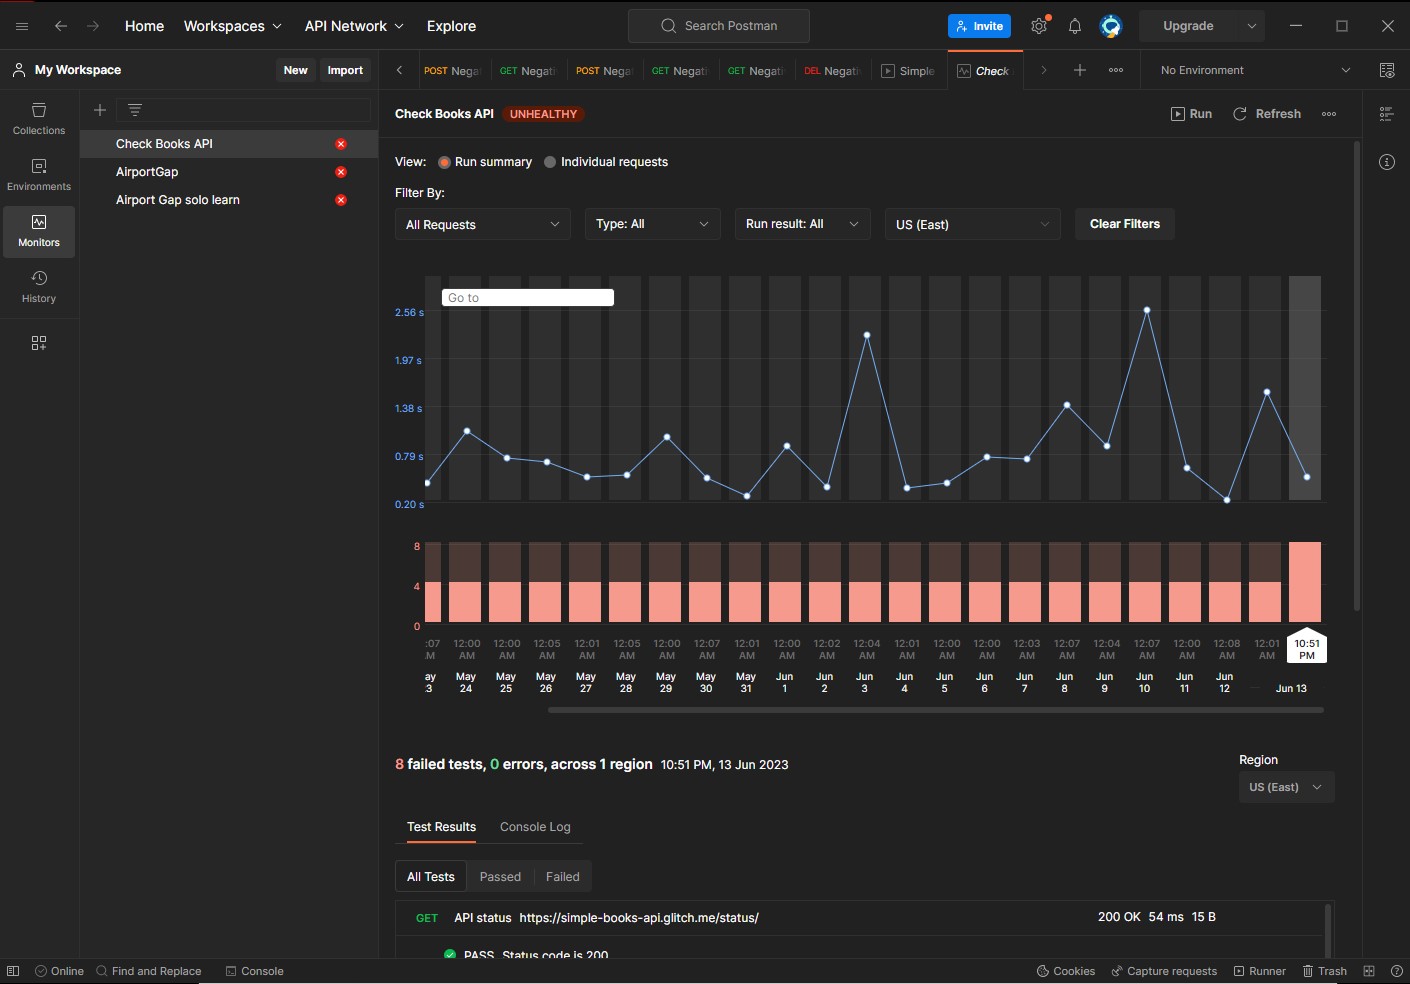 Home Workspaces API Network Explore Search Postman Invite Upgrade
My Workspace New Import
POST Nega GET Negati POST Nega GET Negati GET Negati DEL Negativ Simple Check No Environment
Collections
Environments
Monitors
History
Check Books API
AirportGap
Airport Gap solo learn
Check Books API UNHEALTHY Run Refresh
View: Run summary Individual requests
Filter By:
All Requests Type: All Run result: All US (East) Clear Filters
Go to
2.56 s
1.97 s
1.38 s
0.79 s
0.20 s
8
4
0
:07 12:00 12:00 12:05 12:01 12:05 12:00 12:07 12:01 12:00 12:02 12:04 12:01 12:00 12:00 12:03 12:07 12:04 12:07 12:00 12:08 12:01 10:51
.M AM AM AM AM AM AM AM AM AM AM AM AM AM AM AM AM AM AM AM AM AM PM
ay May May May May May May May May Jun Jun Jun Jun Jun Jun Jun Jun Jun Jun Jun Jun
3 24 25 26 27 28 29 30 31 1 2 3 4 5 6 7 8 9 10 11 12 Jun 13
8 failed tests, 0 errors, across 1 region 10:51 PM, 13 Jun 2023
Region
US (East)
Test Results Console Log
All Tests Passed Failed
GET API status https://simple-books-api.glitch.me/status/ 200 OK 54 ms 15 B
PASS Status code is 200
Online Find and Replace Console Cookies Capture requests Runner Trash